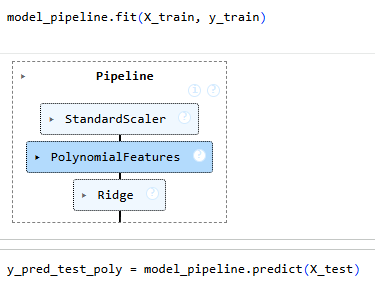 model_pipeline.fit(X_train, y_train)
Pipeline
i ?
StandardScaler ?
PolynomialFeatures ?
Ridge ?
y_pred_test_poly = model_pipeline.predict(X_test)